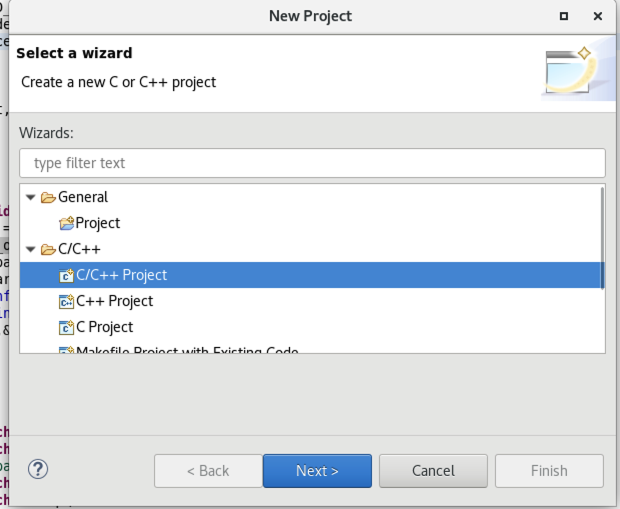 New Project
Select a wizard
Create a new C or C++ project
Wizards:
type filter text
General
Project
C/C++
C/C++ Project
C++ Project
C Project
Makefile Project with Existing Code
< Back
Next >
Cancel
Finish